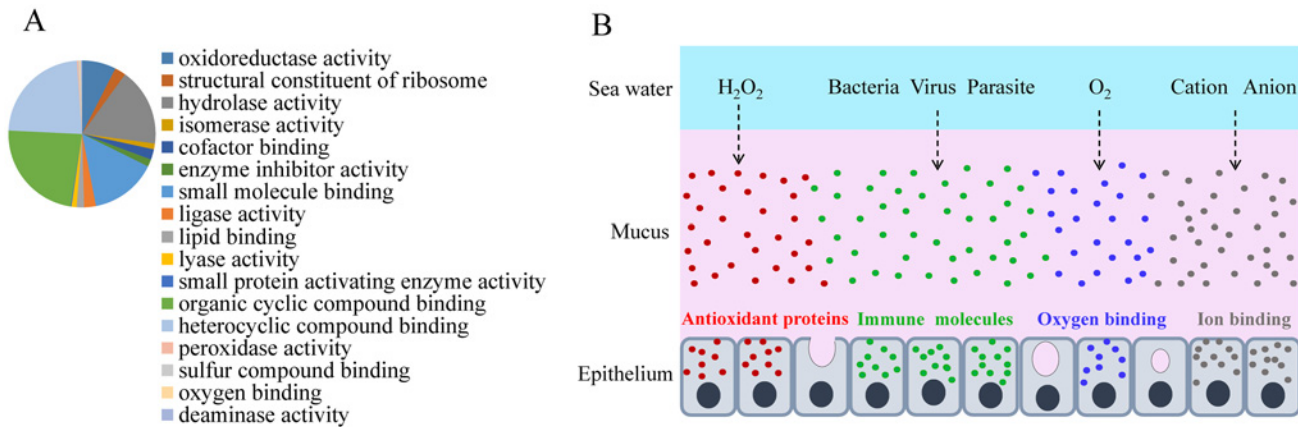 A
oxidoreductase activity
structural constituent of ribosome
hydrolase activity
isomerase activity
cofactor binding
enzyme inhibitor activity
small molecule binding
ligase activity
lipid binding
lyase activity
small protein activating enzyme activity
organic cyclic compound binding
heterocyclic compound binding
peroxidase activity
sulfur compound binding
oxygen binding
deaminase activity
B
Sea water
H₂O₂ Bacteria Virus Parasite O₂ Cation Anion
Mucus
Antioxidant proteins Immune molecules Oxygen binding Ion binding
Epithelium